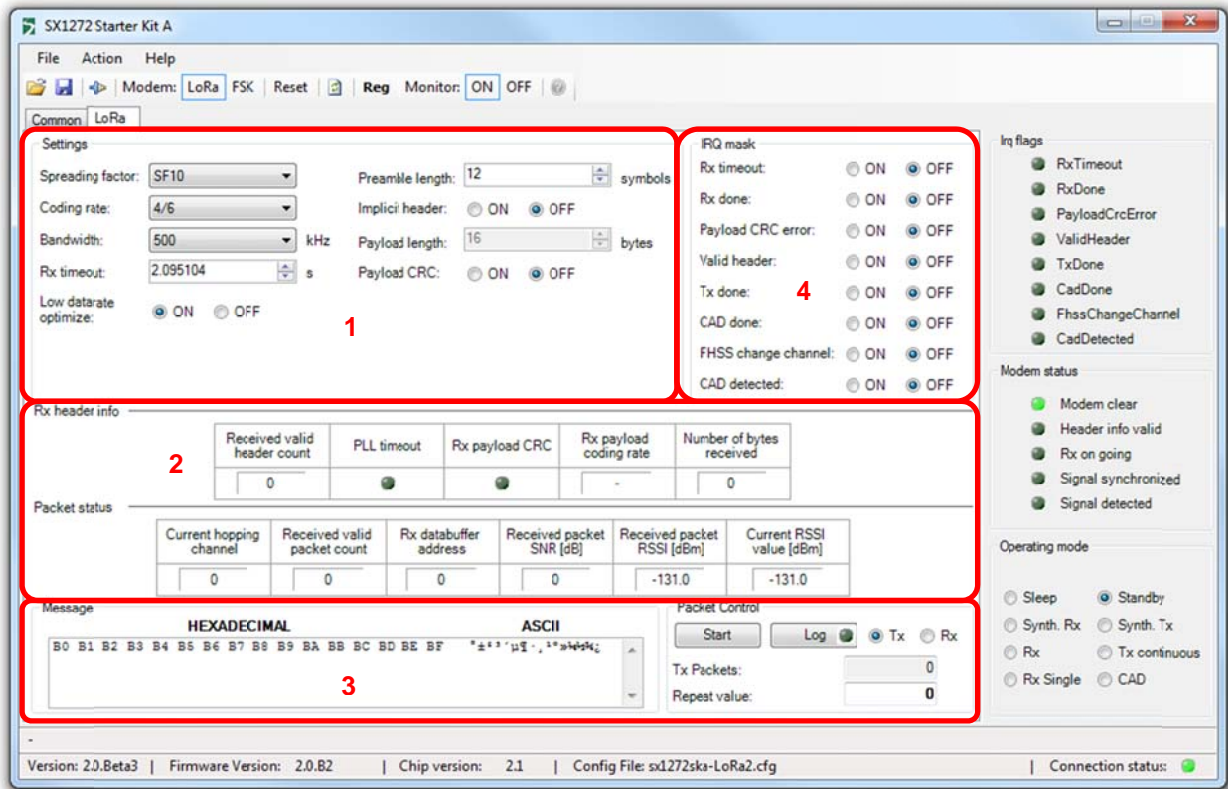 SX1272 Starter Kit A
File Action Help
Modem: LoRa FSK Reset Reg Monitor: ON OFF
Common LoRa
Settings
Spreading factor: SF10
Coding rate: 4/6
Bandwidth: 500 kHz
Rx timeout: 2.095104 s
Low datarate
optimize: ON OFF
Preamble length: 12 symbols
Implicit header: ON OFF
Payload length: 16 bytes
Payload CRC: ON OFF
1
IRQ mask
Rx timeout: ON OFF
Rx done: ON OFF
Payload CRC error: ON OFF
Valid header: ON OFF
Tx done: ON OFF
CAD done: ON OFF
FHSS change channel: ON OFF
CAD detected: ON OFF
4
Irq flags
RxTimeout
RxDone
PayloadCrcError
ValidHeader
TxDone
CadDone
FhssChangeChannel
CadDetected
Modem status
Modem clear
Header info valid
Rx on going
Signal synchronized
Signal detected
Operating mode
Sleep Standby
Synth. Rx Synth. Tx
Rx Tx continuous
Rx Single CAD
Rx header info
2
Received valid
header count
PLL timeout
Rx payload CRC
Rx payload
coding rate
Number of bytes
received
0 - 0
Packet status
Current hopping
channel
Received valid
packet count
Rx databuffer
address
Received packet
SNR [dB]
Received packet
RSSI [dBm]
Current RSSI
value [dBm]
0 0 0 0 -131.0 -131.0
Message
HEXADECIMAL ASCII
B0 B1 B2 B3 B4 B5 B6 B7 B8 B9 BA BB BC BD BE BF °±²³´µ¶·¸¹º»¼½¾¿
3
Packet Control
Start Log Tx Rx
Tx Packets: 0
Repeat value: 0
-
Version: 2.0.Beta3 | Firmware Version: 2.0.B2 | Chip version: 2.1 | Config File: sx1272ska-LoRa2.cfg | Connection status: